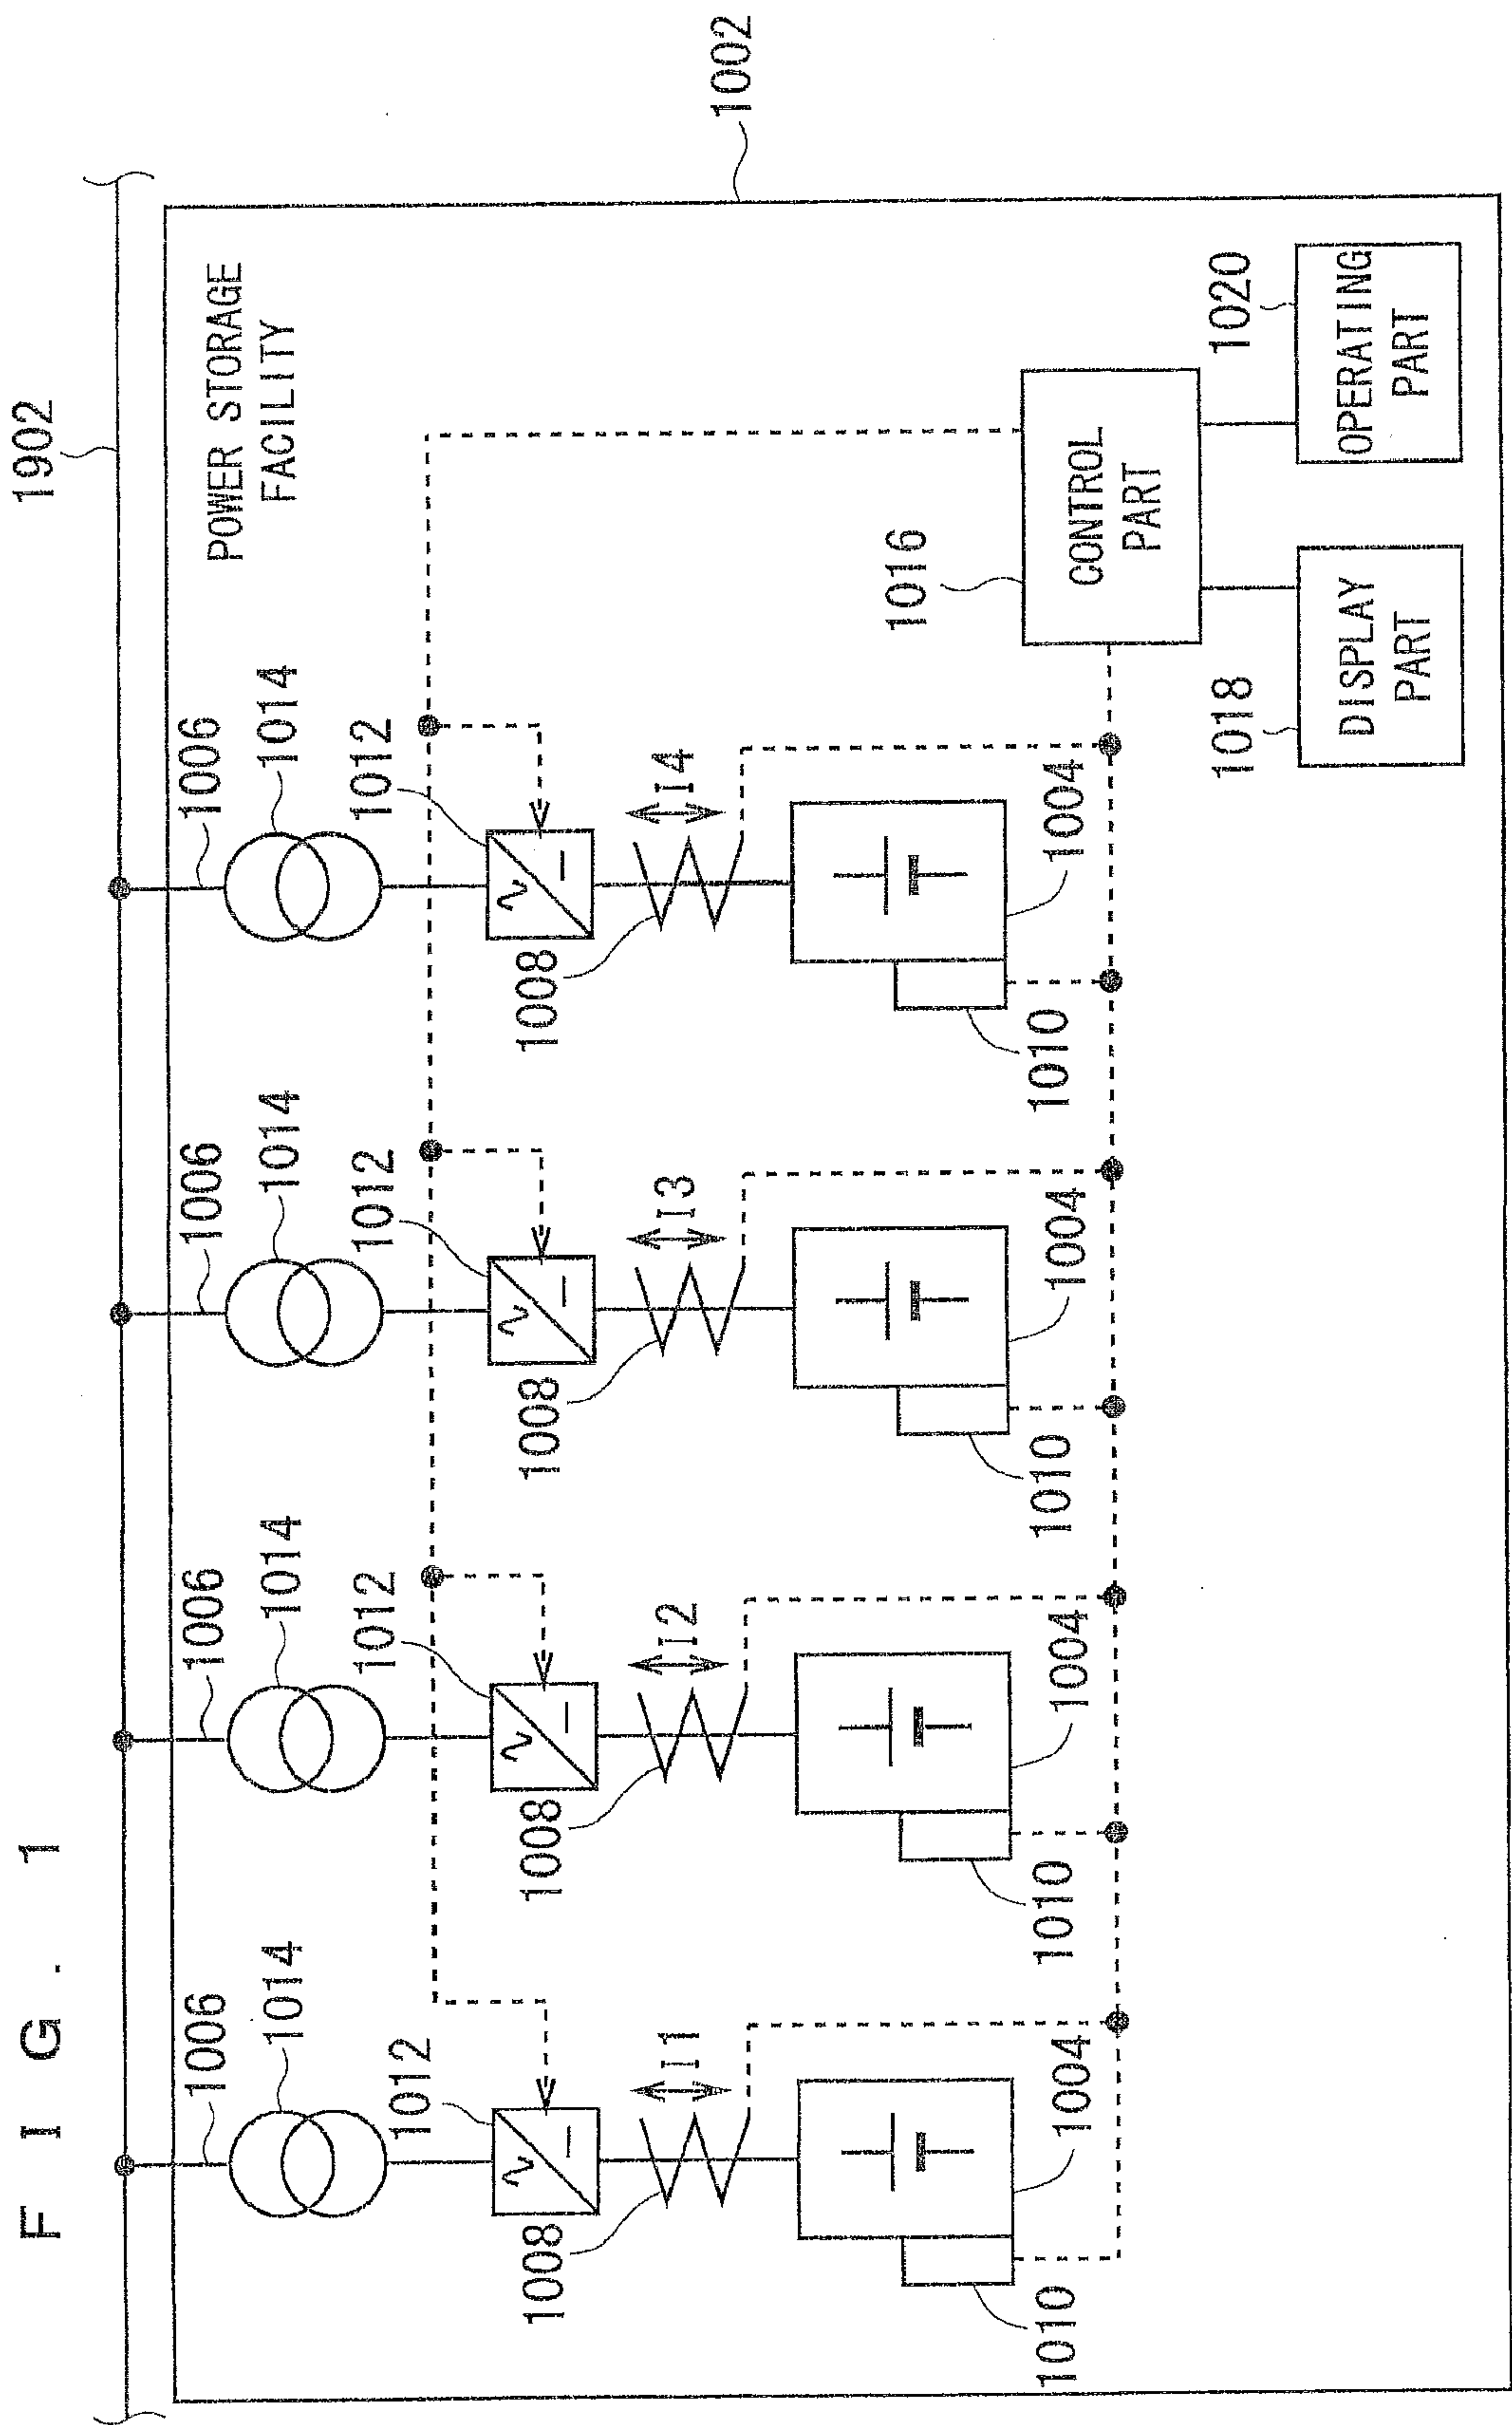 FIG. 1
1902
1002
POWER STORAGE
FACILITY
1006
1014
1012
1008
I1
1004
1010
1006
1014
1012
1008
I2
1004
1010
1006
1014
1012
1008
I3
1004
1010
1006
1014
1012
1008
I4
1004
1010
1016
CONTROL
PART
1018
DISPLAY
PART
1020
OPERATING
PART